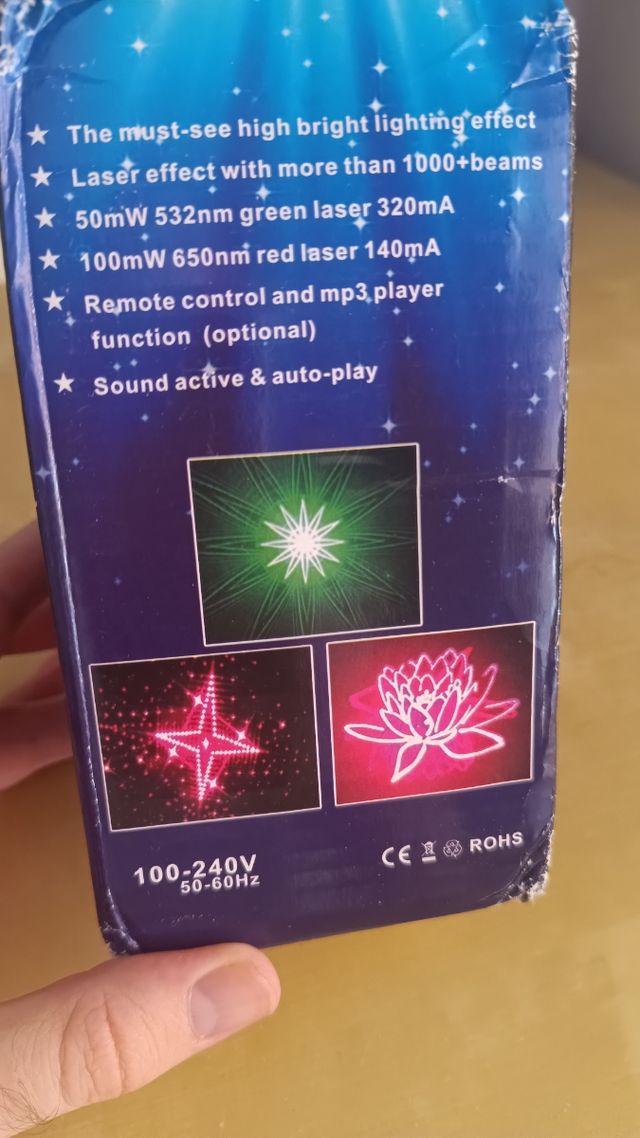 The must-see high bright lighting effect
Laser effect with more than 1000+beams
50mW 532nm green laser 320mA
100mW 650nm red laser 140mA
Remote control and mp3 player
function (optional)
Sound active & auto-play
100-240V
50-60Hz
CE ROHS